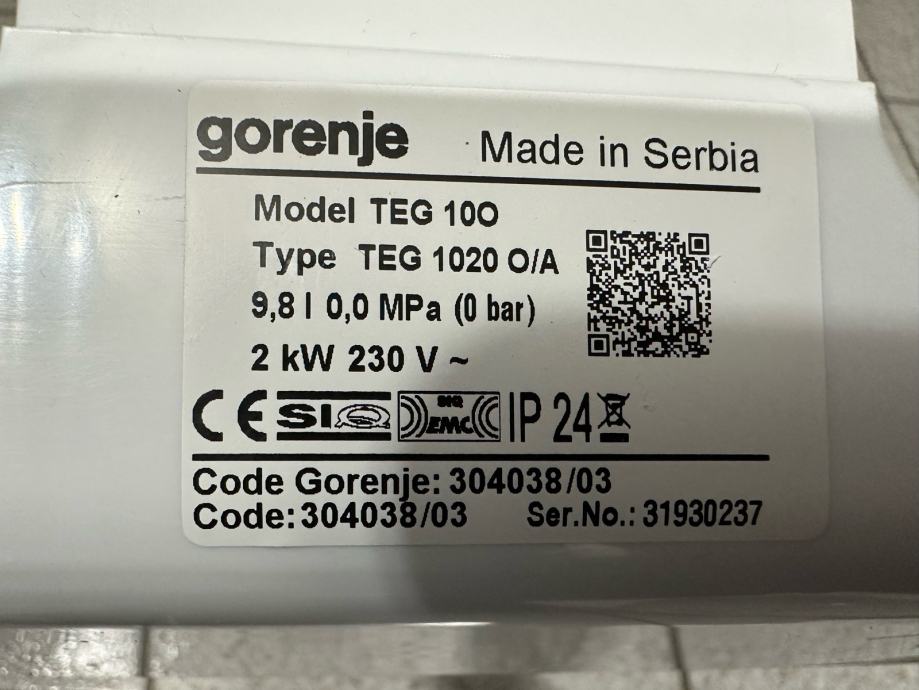 gorenje Made in Serbia
Model TEG 10O
Type TEG 1020 O/A
9,8 l 0,0 MPa (0 bar)
2 kW 230 V ~
CE SIQ SIQ EMC IP 24
Code Gorenje: 304038/03
Code: 304038/03 Ser.No.: 31930237